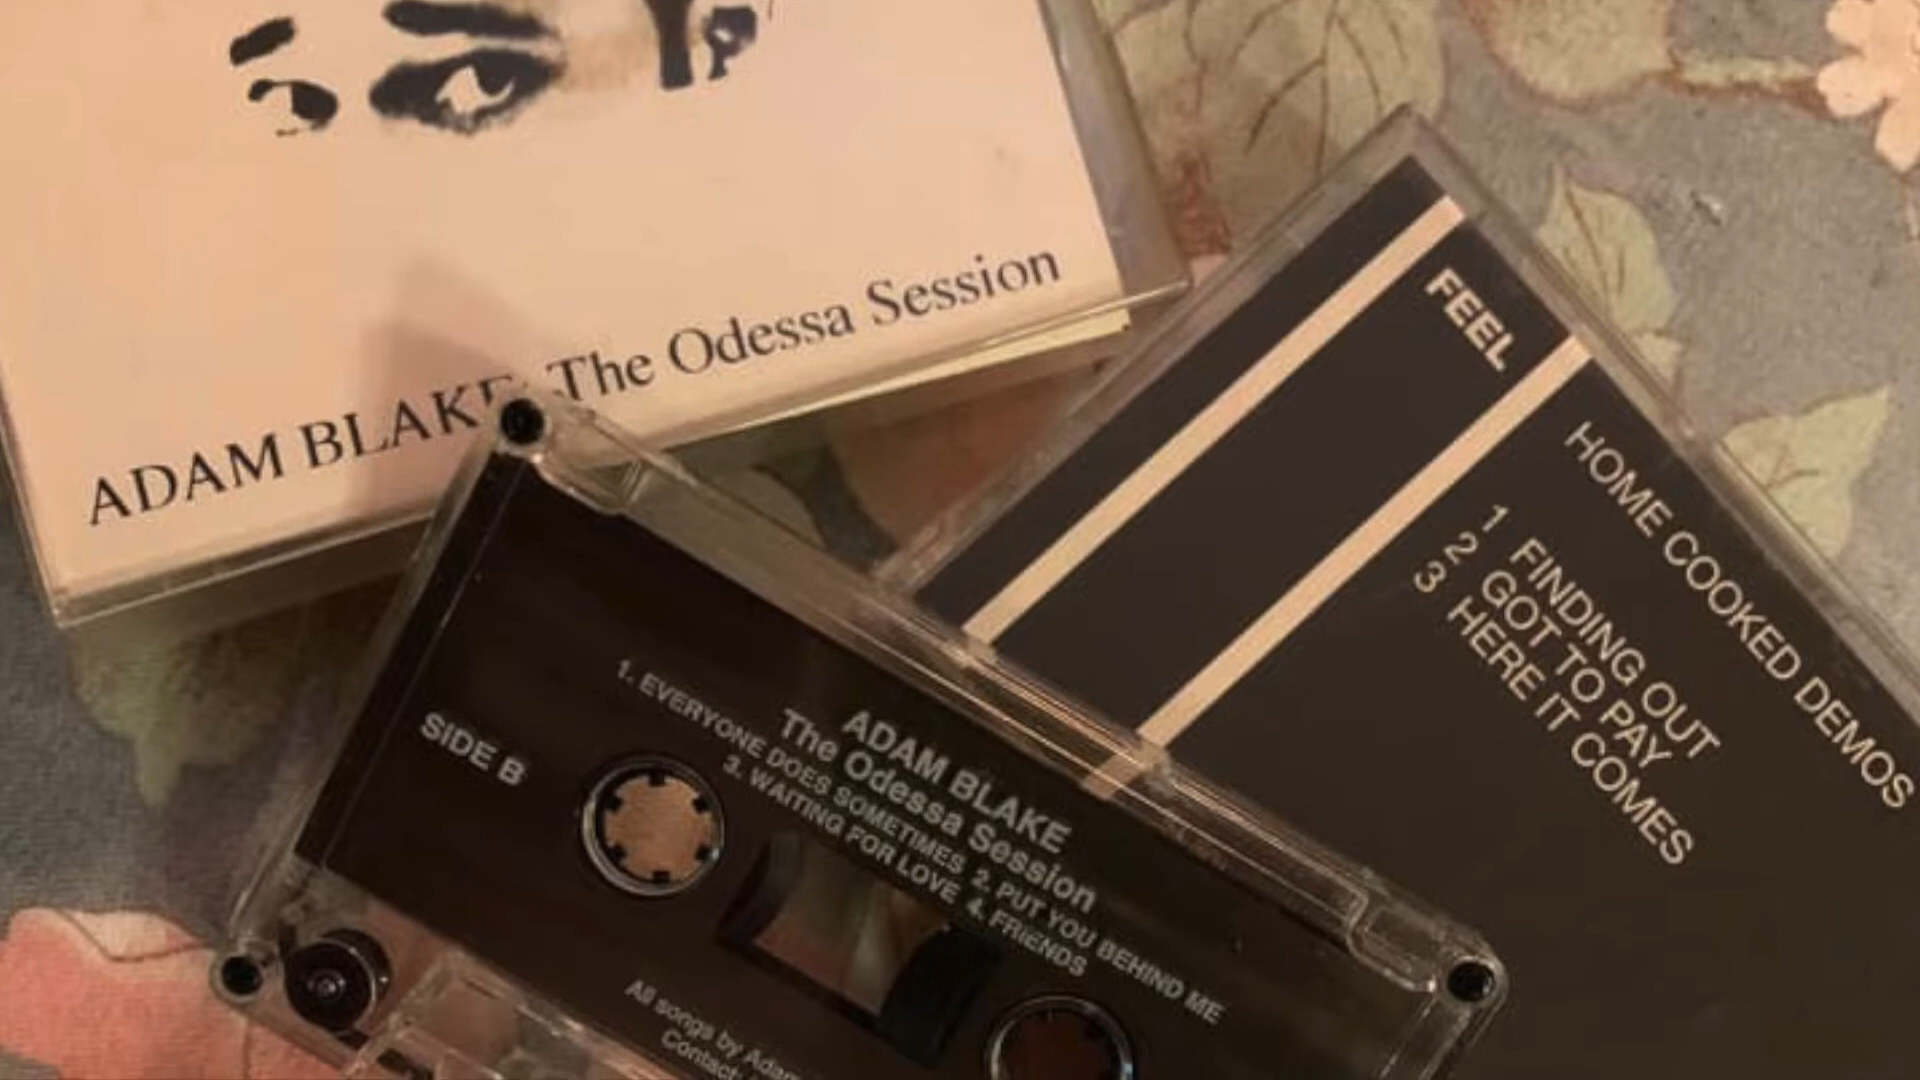 ADAM BLAKE The Odessa Session
FEEL
HOME COOKED DEMOS
1 FINDING OUT
2 GOT TO PAY
3 HERE IT COMES
ADAM BLAKE
The Odessa Session
1. EVERYONE DOES SOMETIMES 2. PUT YOU BEHIND ME
3. WAITING FOR LOVE 4. FRIENDS
SIDE B
All songs by Adam
Contact: